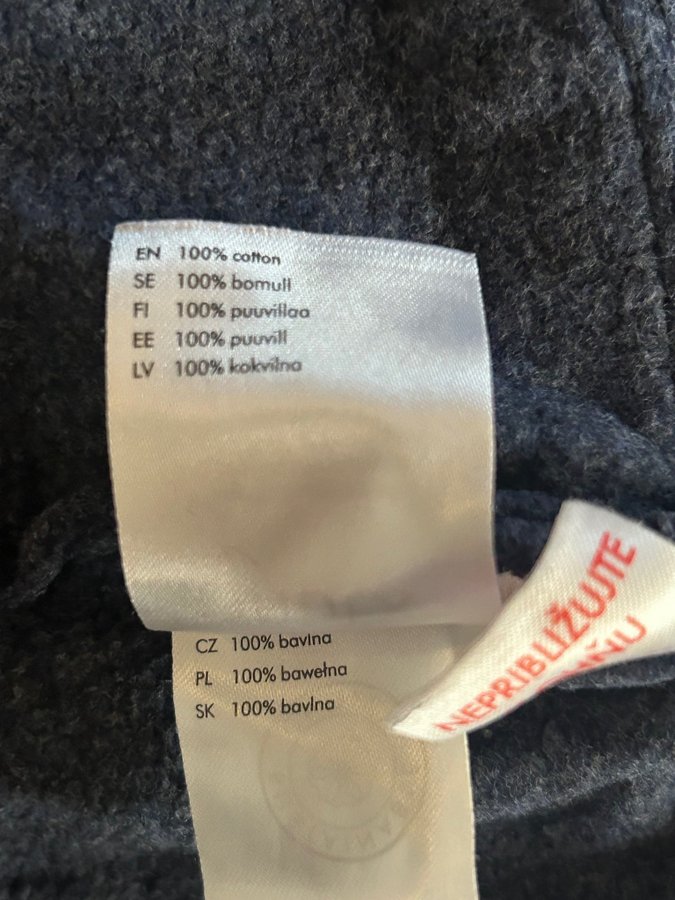 EN 100% cotton
SE 100% bomull
FI 100% puuvillaa
EE 100% puuvill
LV 100% kokvilna
CZ 100% bavlna
PL 100% bawełna
SK 100% bavlna
NEPRIBLIŽUJTE